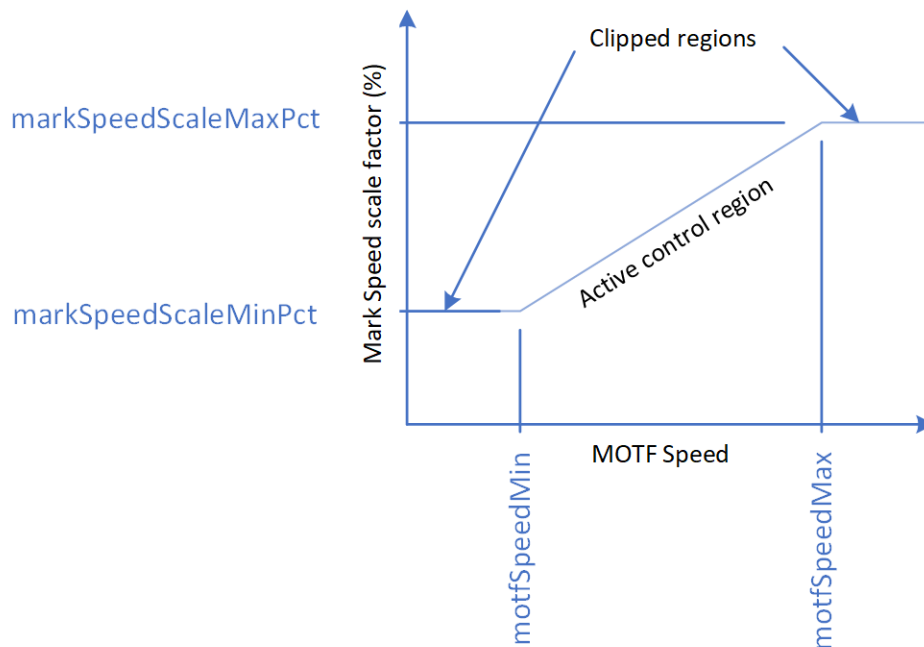 Clipped regions
markSpeedScaleMaxPct
Mark Speed scale factor (%)
Active control region
markSpeedScaleMinPct
MOTF Speed
motfSpeedMin
motfSpeedMax